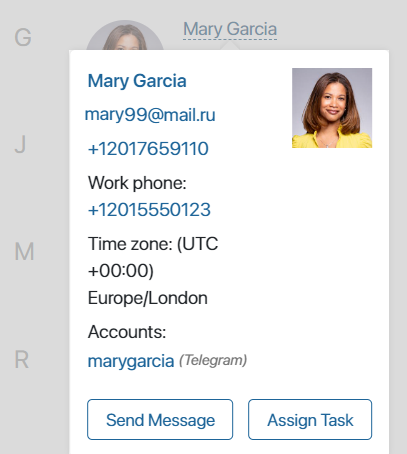 G
Mary Garcia
Mary Garcia
mary99@mail.ru
+12017659110
J
Work phone:
+12015550123
Time zone: (UTC
+00:00)
M
Europe/London
Accounts:
R
marygarcia (Telegram)
Send Message
Assign Task